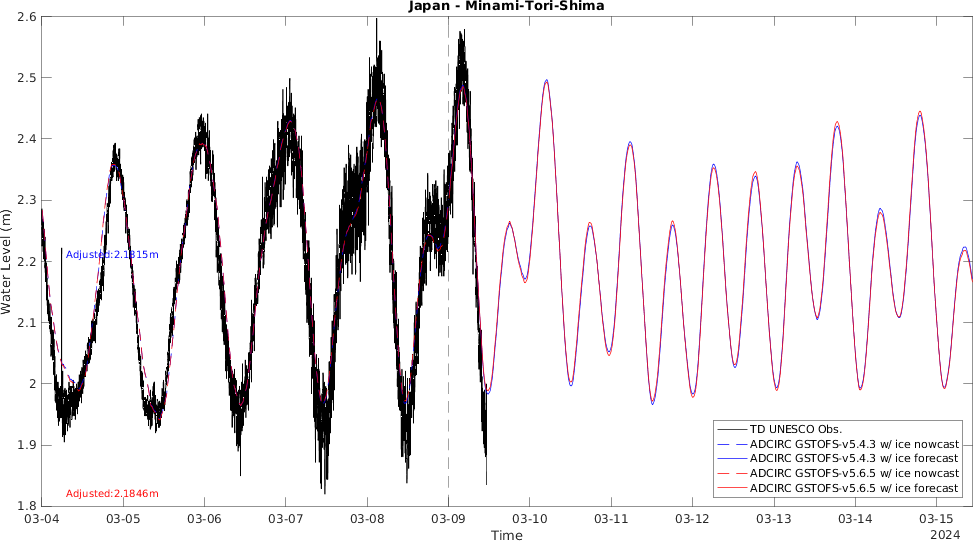 Japan - Minami-Tori-Shima
Water Level (m)
2.6
2.5
2.4
2.3
2.2
2.1
2
1.9
1.8
Adjusted:2.1815m
Adjusted:2.1846m
TD UNESCO Obs.
ADCIRC GSTOFS-v5.4.3 w/ ice nowcast
ADCIRC GSTOFS-v5.4.3 w/ ice forecast
ADCIRC GSTOFS-v5.6.5 w/ ice nowcast
ADCIRC GSTOFS-v5.6.5 w/ ice forecast
03-04 03-05 03-06 03-07 03-08 03-09 03-10 03-11 03-12 03-13 03-14 03-15
Time
2024